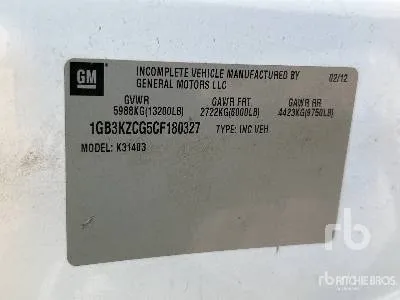 GM
INCOMPLETE VEHICLE MANUFACTURED BY
GENERAL MOTORS LLC
02/12
GVWR GAWR FRT GAWR RR
5988KG(13200LB) 2722KG(6000LB) 4423KG(9750LB)
1GB3KZCG5CF180327 TYPE: INC VEH
MODEL: K31403
rb
rb RITCHIE BROS